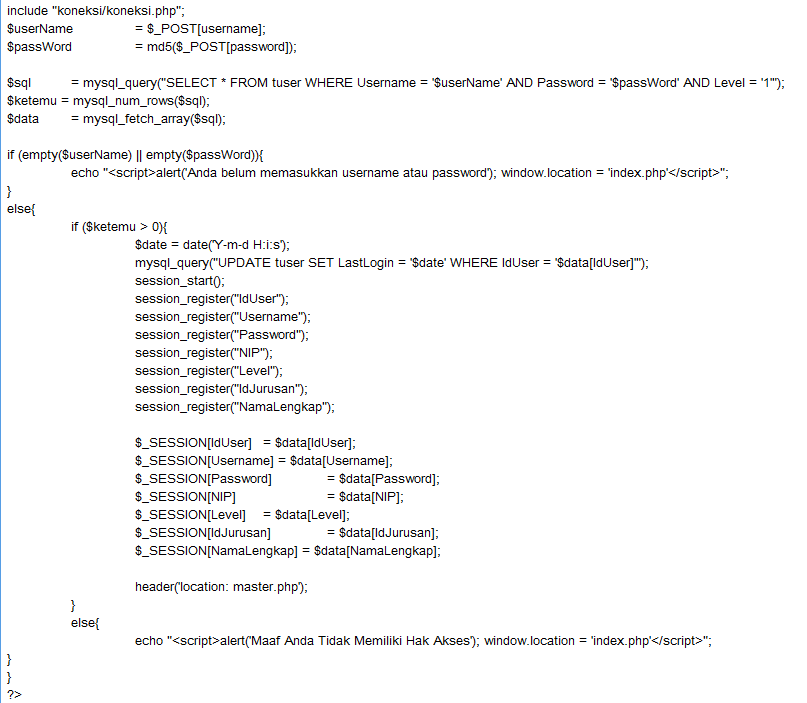 include "koneksi/koneksi.php";
$userName = $_POST[username];
$passWord = md5($_POST[password]);
$sql = mysql_query("SELECT * FROM tuser WHERE Username = '$userName' AND Password = '$passWord' AND Level = '1'");
$ketemu = mysql_num_rows($sql);
$data = mysql_fetch_array($sql);
if (empty($userName) || empty($passWord)){
echo "<script>alert('Anda belum memasukkan username atau password'); window.location = 'index.php'</script>";
}
else{
if ($ketemu > 0){
$date = date('Y-m-d H:i:s');
mysql_query("UPDATE tuser SET LastLogin = '$date' WHERE IdUser = '$data[IdUser]'");
session_start();
session_register("IdUser");
session_register("Username");
session_register("Password");
session_register("NIP");
session_register("Level");
session_register("IdJurusan");
session_register("NamaLengkap");
$_SESSION[IdUser] = $data[IdUser];
$_SESSION[Username] = $data[Username];
$_SESSION[Password] = $data[Password];
$_SESSION[NIP] = $data[NIP];
$_SESSION[Level] = $data[Level];
$_SESSION[IdJurusan] = $data[IdJurusan];
$_SESSION[NamaLengkap] = $data[NamaLengkap];
header('location: master.php');
}
else{
echo "<script>alert('Maaf Anda Tidak Memiliki Hak Akses'); window.location = 'index.php'</script>";
}
}
?>